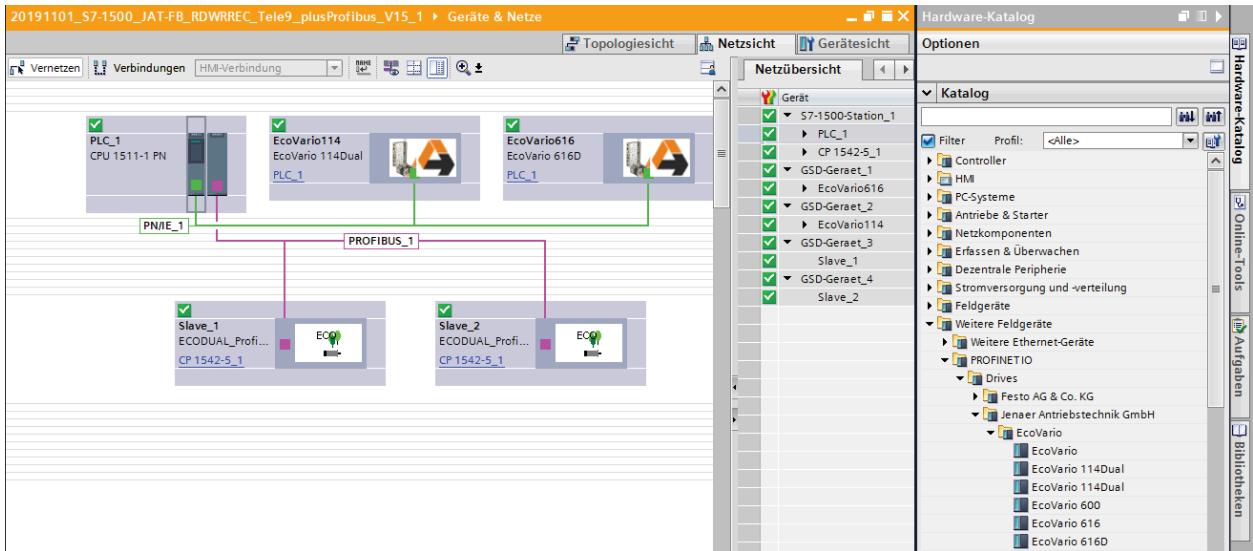 20191101_S7-1500_JAT-FB_RDWRREC_Tele9_plusProfibus_V15_1 ▸ Geräte & Netze
Topologiesicht
Netzsicht
Gerätesicht
Vernetzen
Verbindungen
HMI-Verbindung
PLC_1
CPU 1511-1 PN
EcoVario114
EcoVario 114Dual
PLC_1
EcoVario616
EcoVario 616D
PLC_1
PN/IE_1
PROFIBUS_1
Slave_1
ECODUAL_Profi...
CP 1542-5_1
ECO
Slave_2
ECODUAL_Profi...
CP 1542-5_1
ECO
Netzübersicht
Gerät
S7-1500-Station_1
PLC_1
CP 1542-5_1
GSD-Geraet_1
EcoVario616
GSD-Geraet_2
EcoVario114
GSD-Geraet_3
Slave_1
GSD-Geraet_4
Slave_2
Hardware-Katalog
Optionen
Katalog
Filter
Profil:
<Alle>
Controller
HMI
PC-Systeme
Antriebe & Starter
Netzkomponenten
Erfassen & Überwachen
Dezentrale Peripherie
Stromversorgung und -verteilung
Feldgeräte
Weitere Feldgeräte
Weitere Ethernet-Geräte
PROFINET IO
Drives
Festo AG & Co. KG
Jenaer Antriebstechnik GmbH
EcoVario
EcoVario
EcoVario 114Dual
EcoVario 114Dual
EcoVario 600
EcoVario 616
EcoVario 616D
Hardware-Katalog
Online-Tools
Aufgaben
Bibliotheken